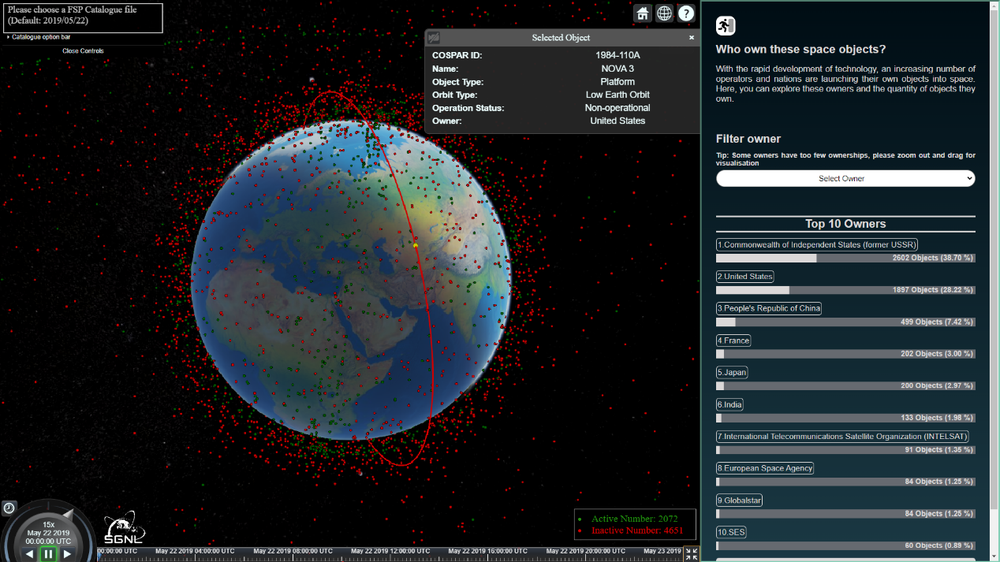 Please choose a FSP Catalogue file
(Default: 2019/05/22)
Catalogue option bar
Close Controls
?
Selected Object
×
COSPAR ID: 1984-110A
Name: NOVA 3
Object Type: Platform
Orbit Type: Low Earth Orbit
Operation Status: Non-operational
Owner: United States
Who own these space objects?
With the rapid development of technology, an increasing number of
operators and nations are launching their own objects into space.
Here, you can explore these owners and the quantity of objects they
own.
Filter owner
Tip: Some owners have too few ownerships, please zoom out and drag for
visualisation
Select Owner
Top 10 Owners
1.Commonwealth of Independent States (former USSR)
2602 Objects (38.70 %)
2.United States
1897 Objects (28.22 %)
3.People's Republic of China
499 Objects (7.42 %)
4.France
202 Objects (3.00 %)
5.Japan
200 Objects (2.97 %)
6.India
133 Objects (1.98 %)
7.International Telecommunications Satellite Organization (INTELSAT)
91 Objects (1.35 %)
8.European Space Agency
84 Objects (1.25 %)
9.Globalstar
84 Objects (1.25 %)
10.SES
60 Objects (0.89 %)
Active Number: 2072
Inactive Number: 4651
15x
May 22 2019
00:00:00 UTC
SGNL
00:00:00 UTC May 22 2019 04:00:00 UTC May 22 2019 08:00:00 UTC May 22 2019 12:00:00 UTC May 22 2019 16:00:00 UTC May 22 2019 20:00:00 UTC May 23 2019